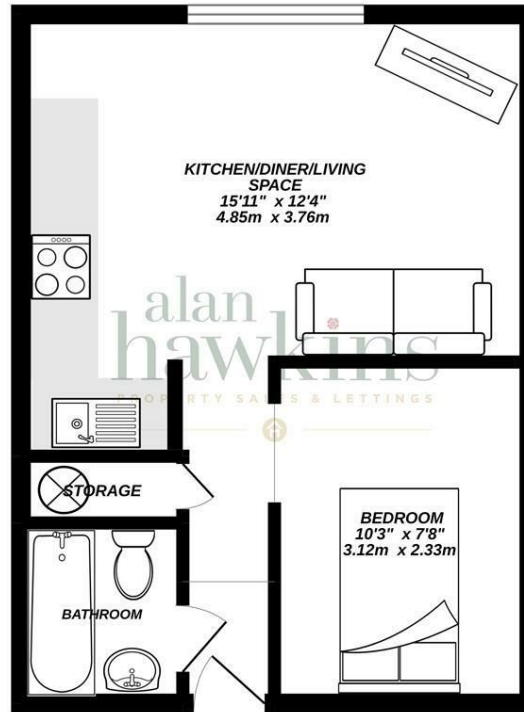 KITCHEN/DINER/LIVING
SPACE
15'11" x 12'4"
4.85m x 3.76m
alan
hawkins
PROPERTY SALES & LETTINGS
H
STORAGE
BEDROOM
10'3" x 7'8"
3.12m x 2.33m
BATHROOM